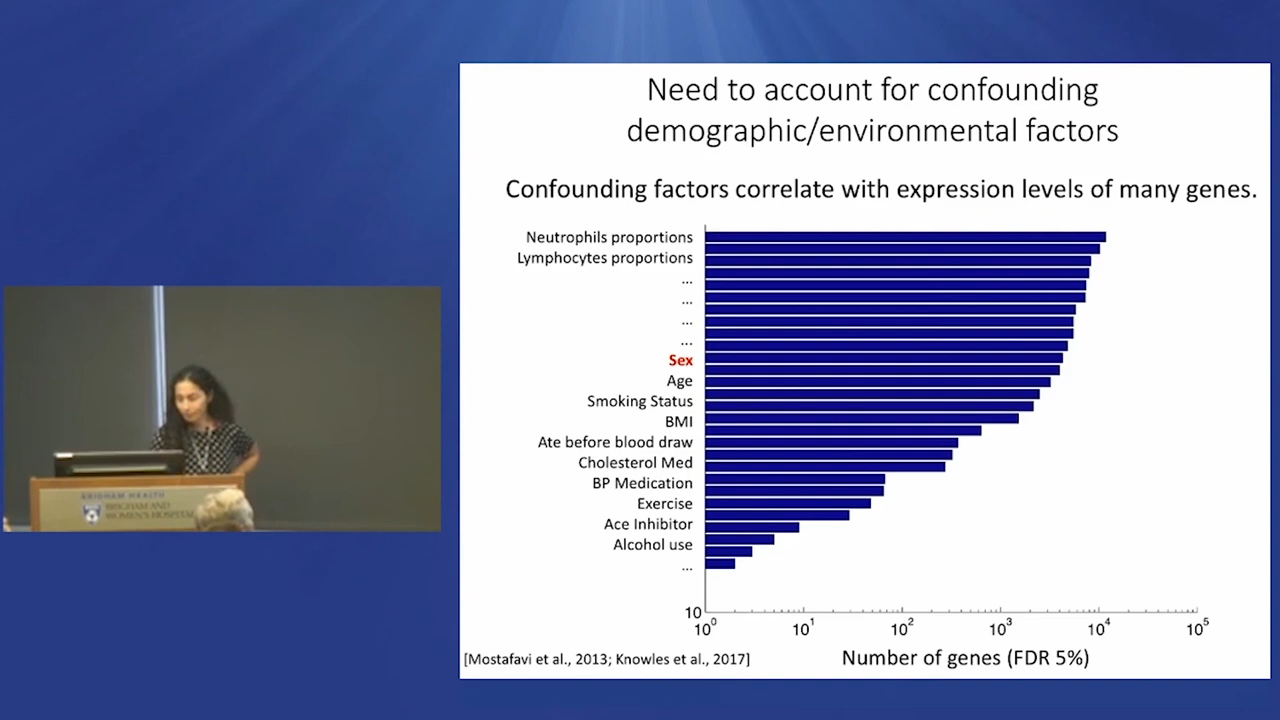 Need to account for confounding
demographic/environmental factors
Confounding factors correlate with expression levels of many genes.
Neutrophils proportions
Lymphocytes proportions
...
...
...
...
Sex
Age
Smoking Status
BMI
Ate before blood draw
Cholesterol Med
BP Medication
Exercise
Ace Inhibitor
Alcohol use
...
10
10⁰ 10¹ 10² 10³ 10⁴ 10⁵
Number of genes (FDR 5%)
[Mostafavi et al., 2013; Knowles et al., 2017]
BRIGHAM HEALTH
BRIGHAM AND
WOMEN'S HOSPITAL